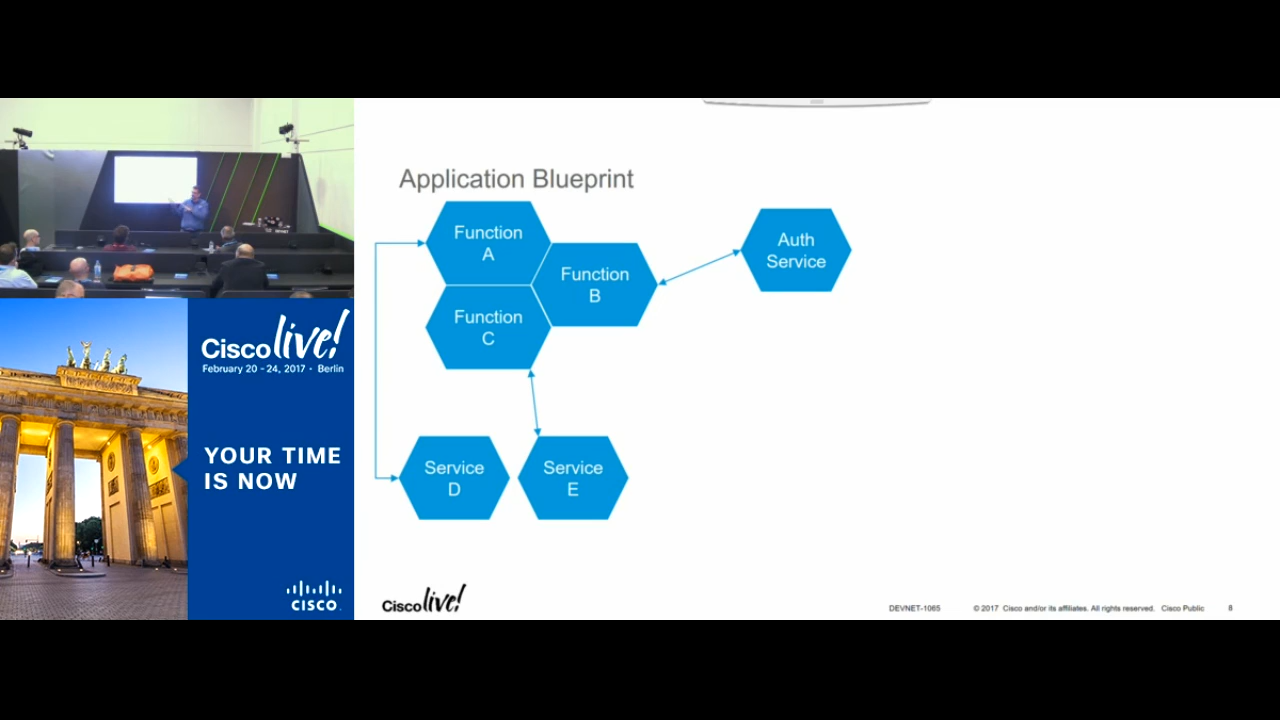 Cisco live!
February 20 - 24, 2017 • Berlin
YOUR TIME
IS NOW
CISCO
Application Blueprint
Function
A
Function
B
Function
C
Auth
Service
Service
D
Service
E
Cisco live!
DEVNET-1065
© 2017 Cisco and/or its affiliates. All rights reserved. Cisco Public
8